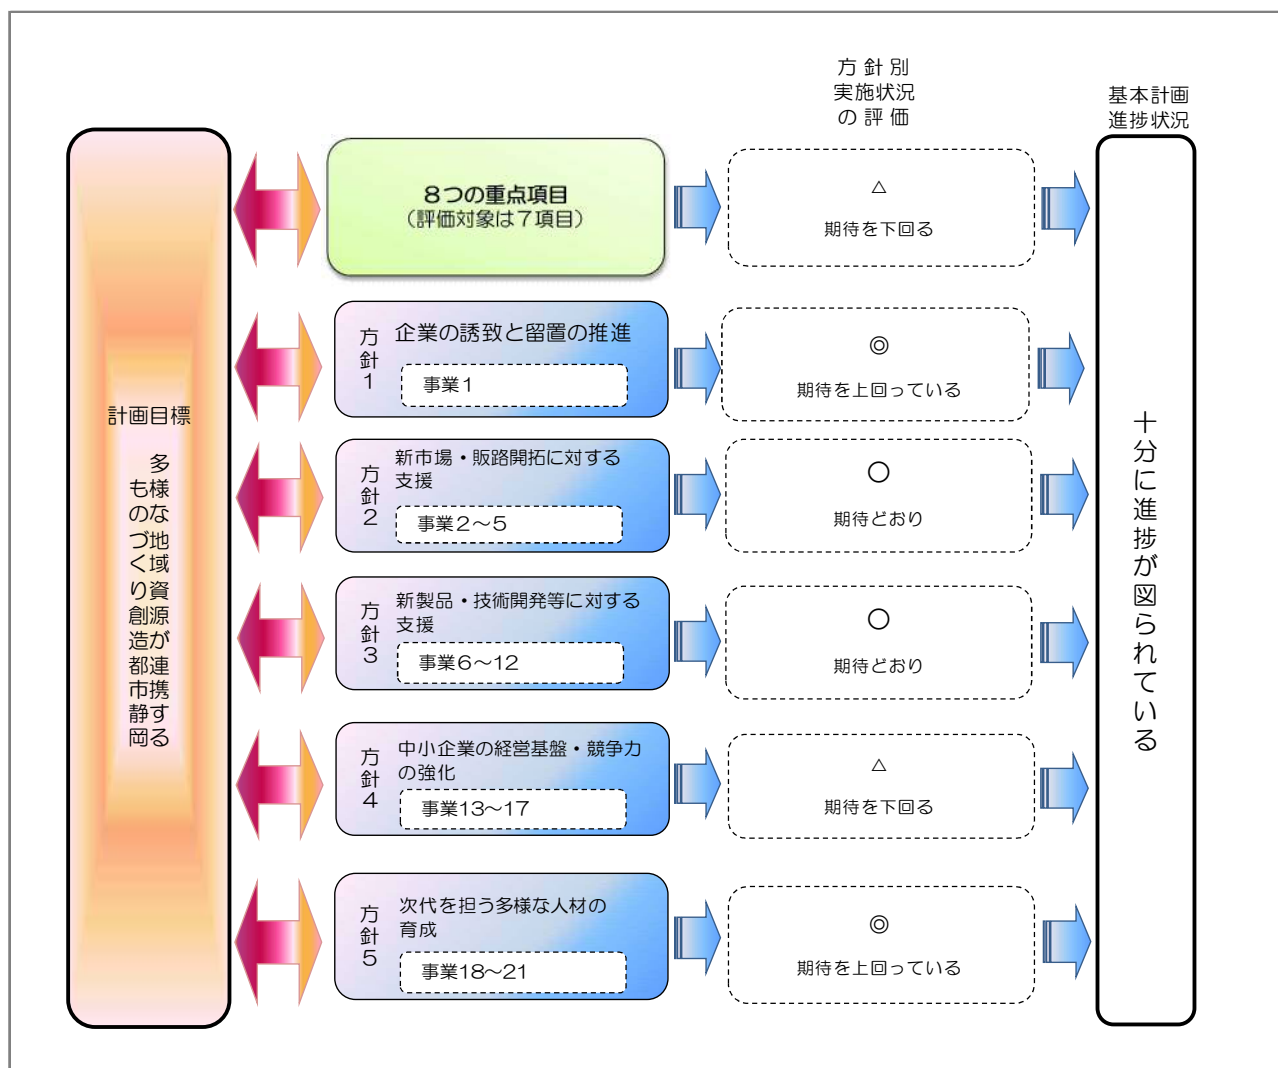 方針別
実施状況
の評価
基本計画
進捗状況
計画目標
多様な地域資源が連携する
ものづくり創造都市静岡
８つの重点項目
（評価対象は７項目）
△
期待を下回る
方針１
企業の誘致と留置の推進
事業１
◎
期待を上回っている
方針２
新市場・販路開拓に対する
支援
事業２～５
○
期待どおり
方針３
新製品・技術開発等に対する
支援
事業６～12
○
期待どおり
方針４
中小企業の経営基盤・競争力
の強化
事業13～17
△
期待を下回る
方針５
次代を担う多様な人材の
育成
事業18～21
◎
期待を上回っている
十分に進捗が図られている